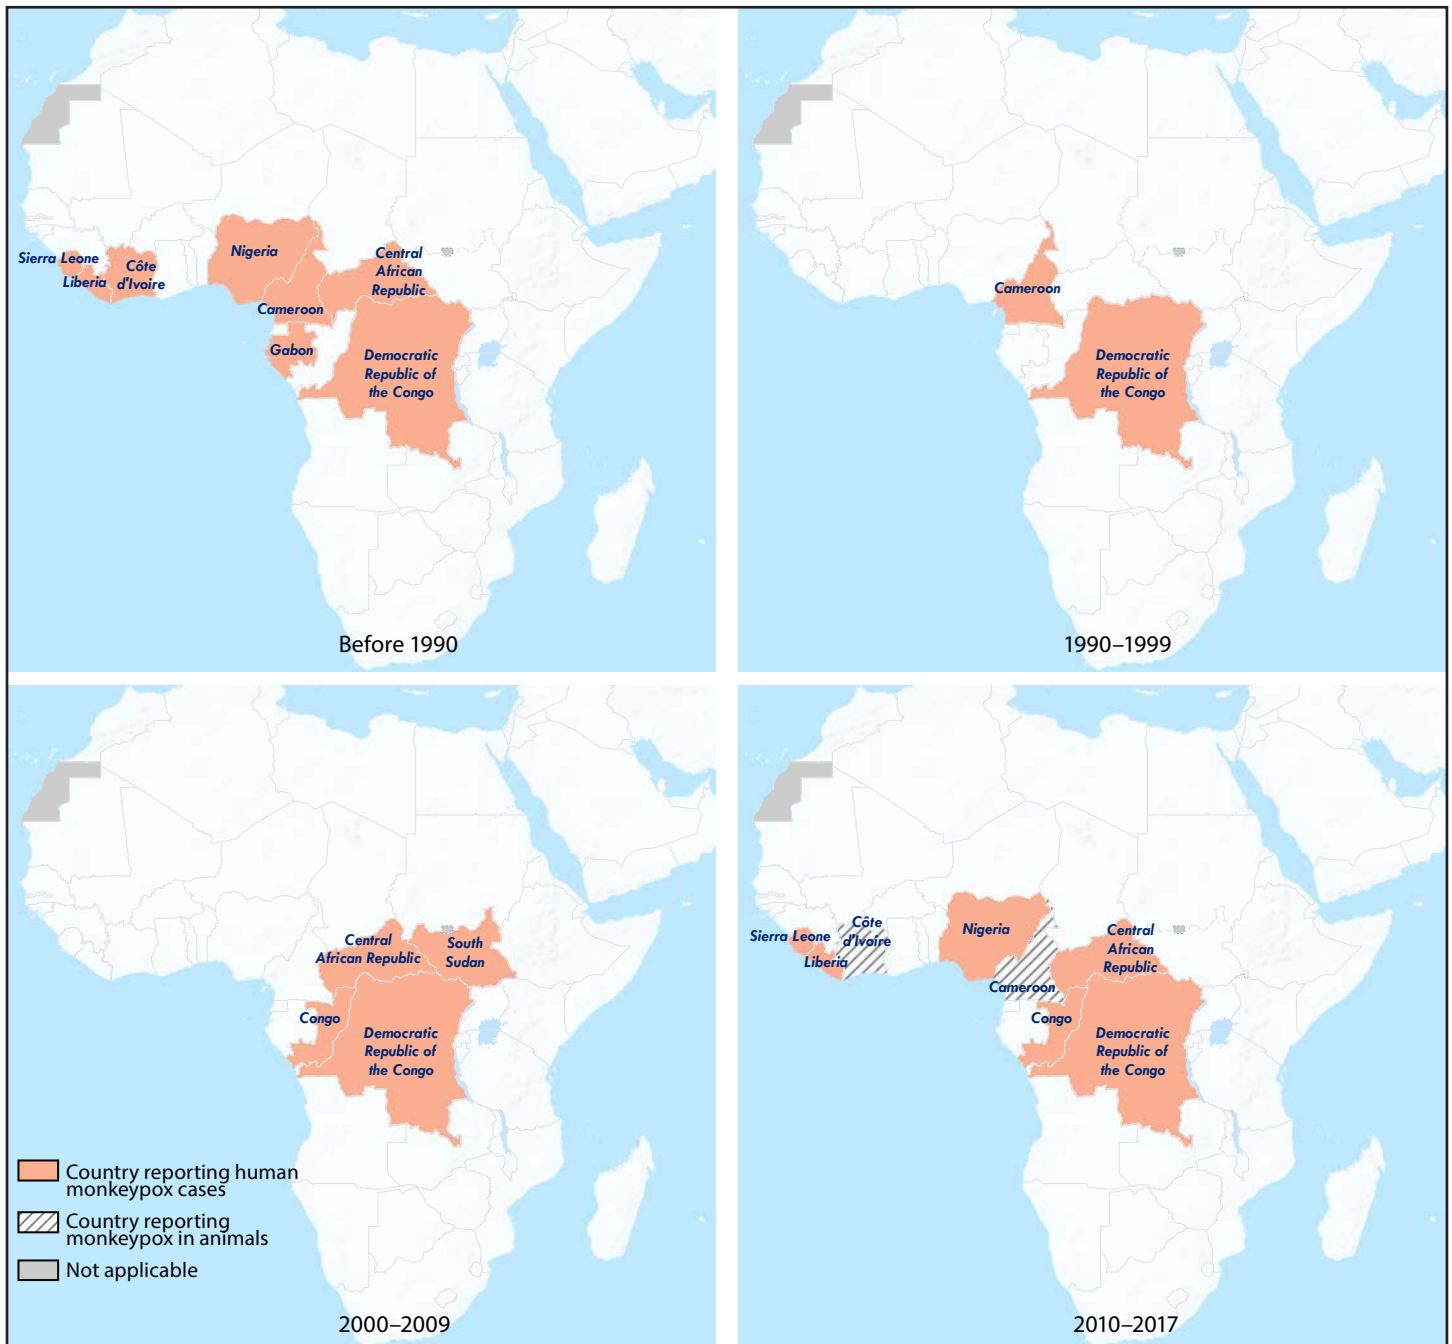 Sierra Leone
Liberia
Côte
d'Ivoire
Nigeria
Cameroon
Central
African
Republic
Gabon
Democratic
Republic of
the Congo
Before 1990
Cameroon
Democratic
Republic of
the Congo
1990–1999
Central
African Republic
South
Sudan
Congo
Democratic
Republic of
the Congo
Country reporting human
monkeypox cases
Country reporting
monkeypox in animals
Not applicable
2000–2009
Sierra Leone
Liberia
Côte
d'Ivoire
Nigeria
Cameroon
Central
African
Republic
Congo
Democratic
Republic of
the Congo
2010–2017